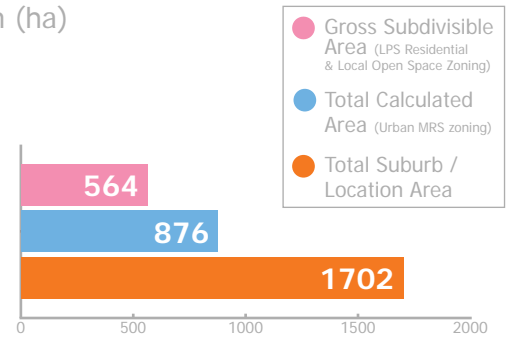 (ha)
Gross Subdivisible
Area (LPS Residential
& Local Open Space Zoning)
Total Calculated
Area (Urban MRS zoning)
Total Suburb /
Location Area
564
876
1702
0 500 1000 1500 2000